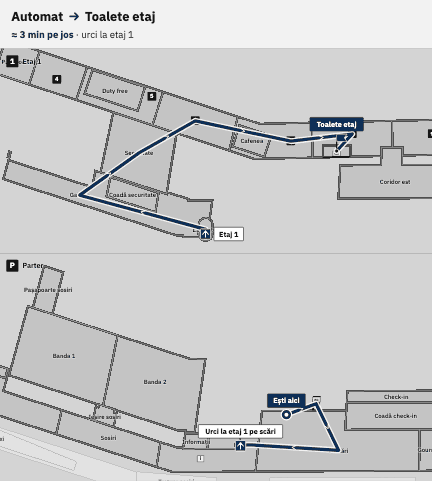 Automat → Toalete etaj
≈ 3 min pe jos · urci la etaj 1
1 Etaj 1
4
Duty free
5
Toalete etaj
Cafenea
Coridor est
Coadă securitate
Etaj 1
P Parter
Pașapoarte sosiri
Banda 1
Banda 2
Ești aici
Check-in
Coadă check-in
Urci la etaj 1 pe scări
Sosiri
Informații
1